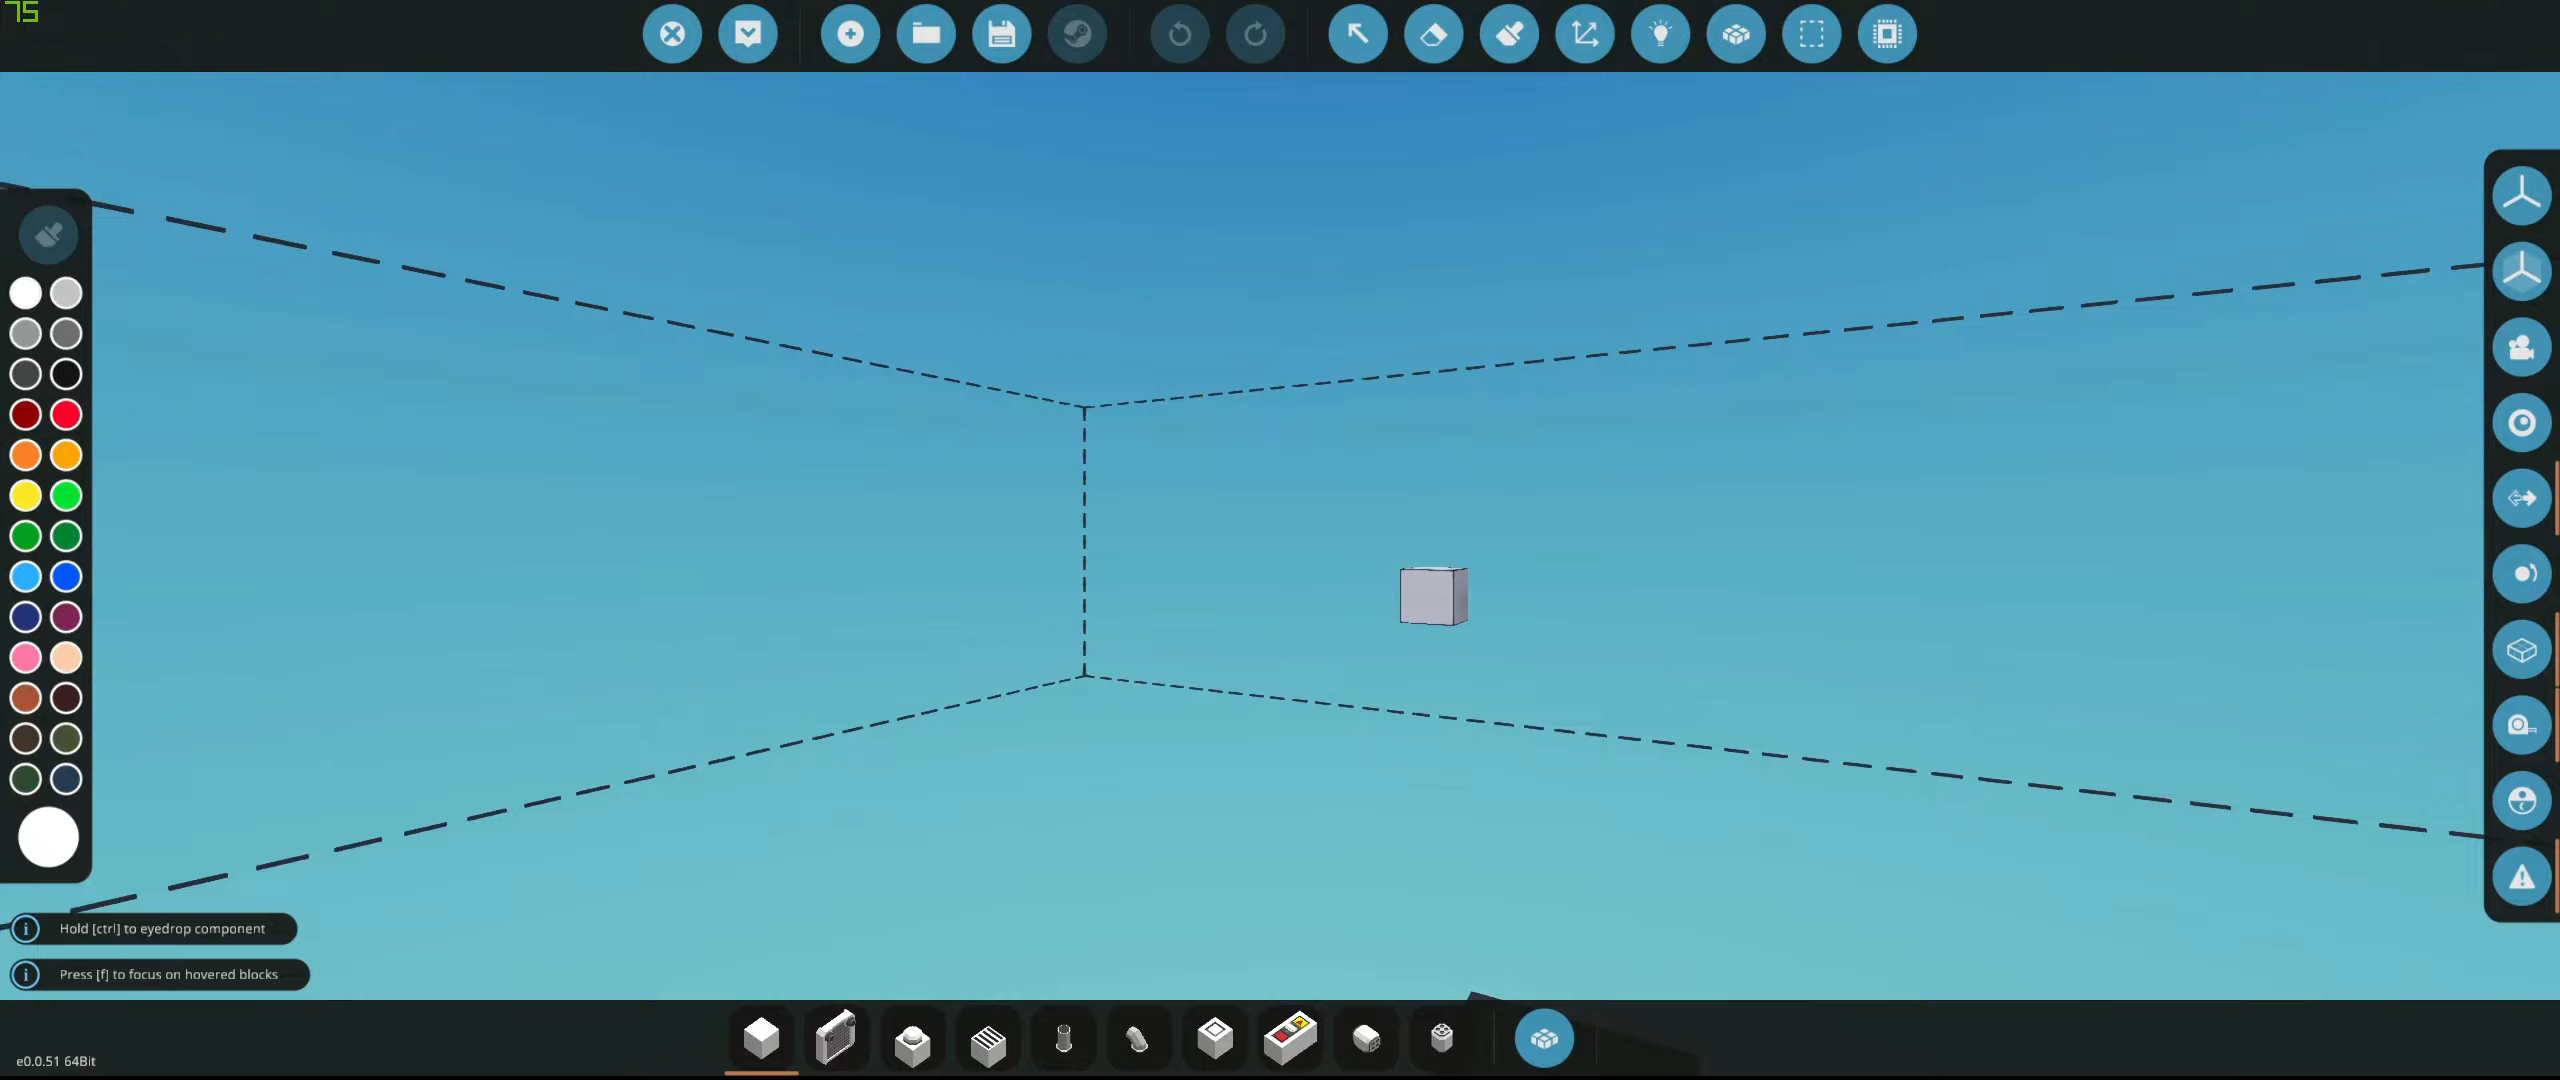 75
Hold [ctrl] to eyedrop component
Press [f] to focus on hovered blocks
e0.0.51 64Bit